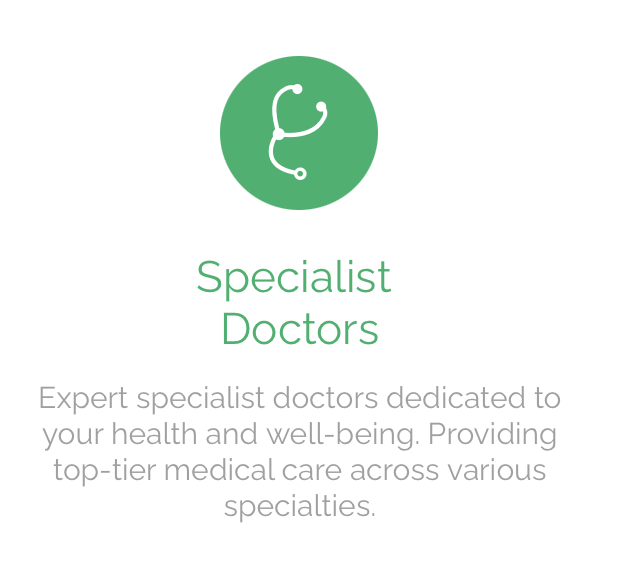 Specialist
Doctors
Expert specialist doctors dedicated to
your health and well-being. Providing
top-tier medical care across various
specialties.